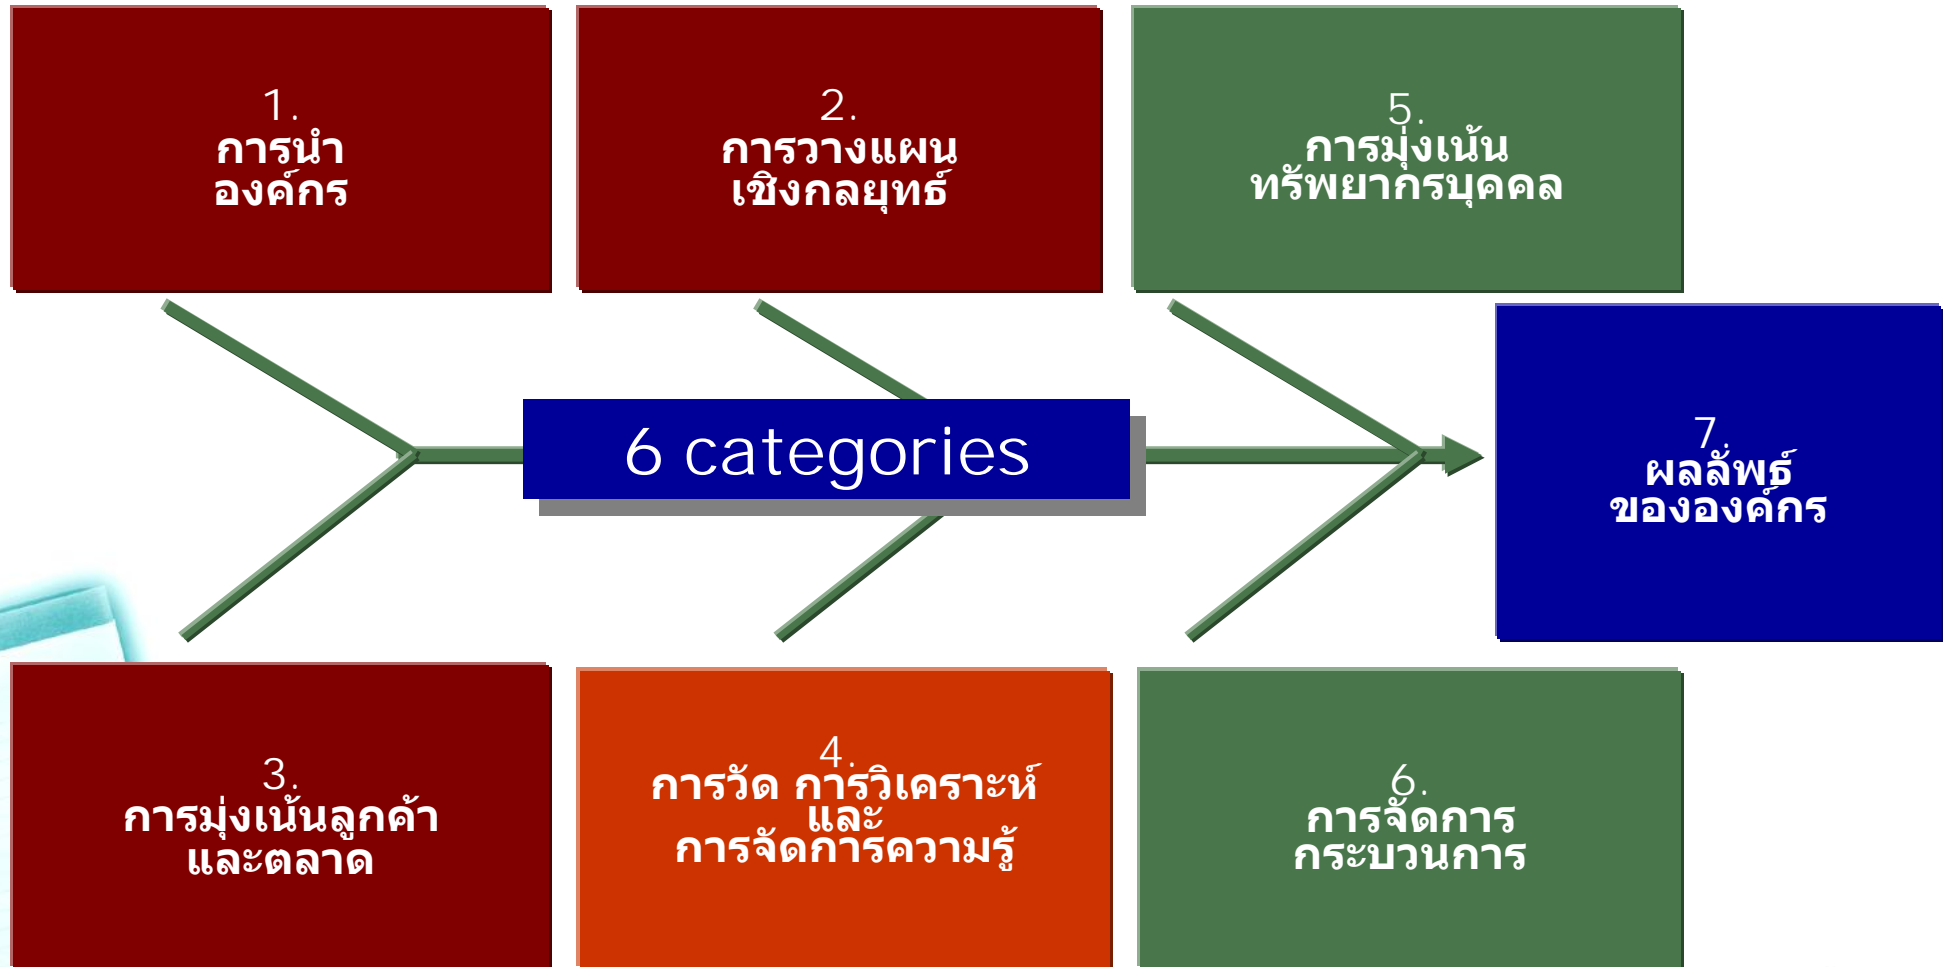 1.
การนำ
องค์กร
2.
การวางแผน
เชิงกลยุทธ์
5.
การมุ่งเน้น
ทรัพยากรบุคคล
6 categories
7.
ผลลัพธ์
ขององค์กร
3.
การมุ่งเน้นลูกค้า
และตลาด
4.
การวัด การวิเคราะห์
และ
การจัดการความรู้
6.
การจัดการ
กระบวนการ